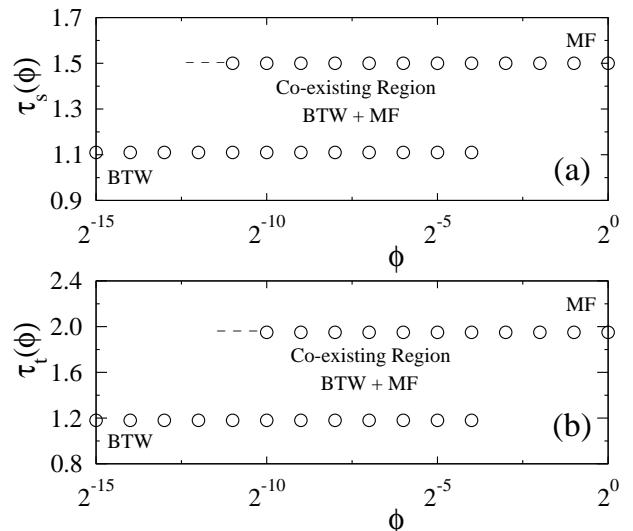 1.7
MF
1.5
Co-existing Region
BTW + MF
1.3
τs(ϕ)
1.1
BTW
(a)
0.9
2^-15 2^-10 2^-5 2^0
ϕ
2.4
MF
2.0
Co-existing Region
BTW + MF
1.6
τt(ϕ)
1.2
BTW
(b)
0.8
2^-15 2^-10 2^-5 2^0
ϕ